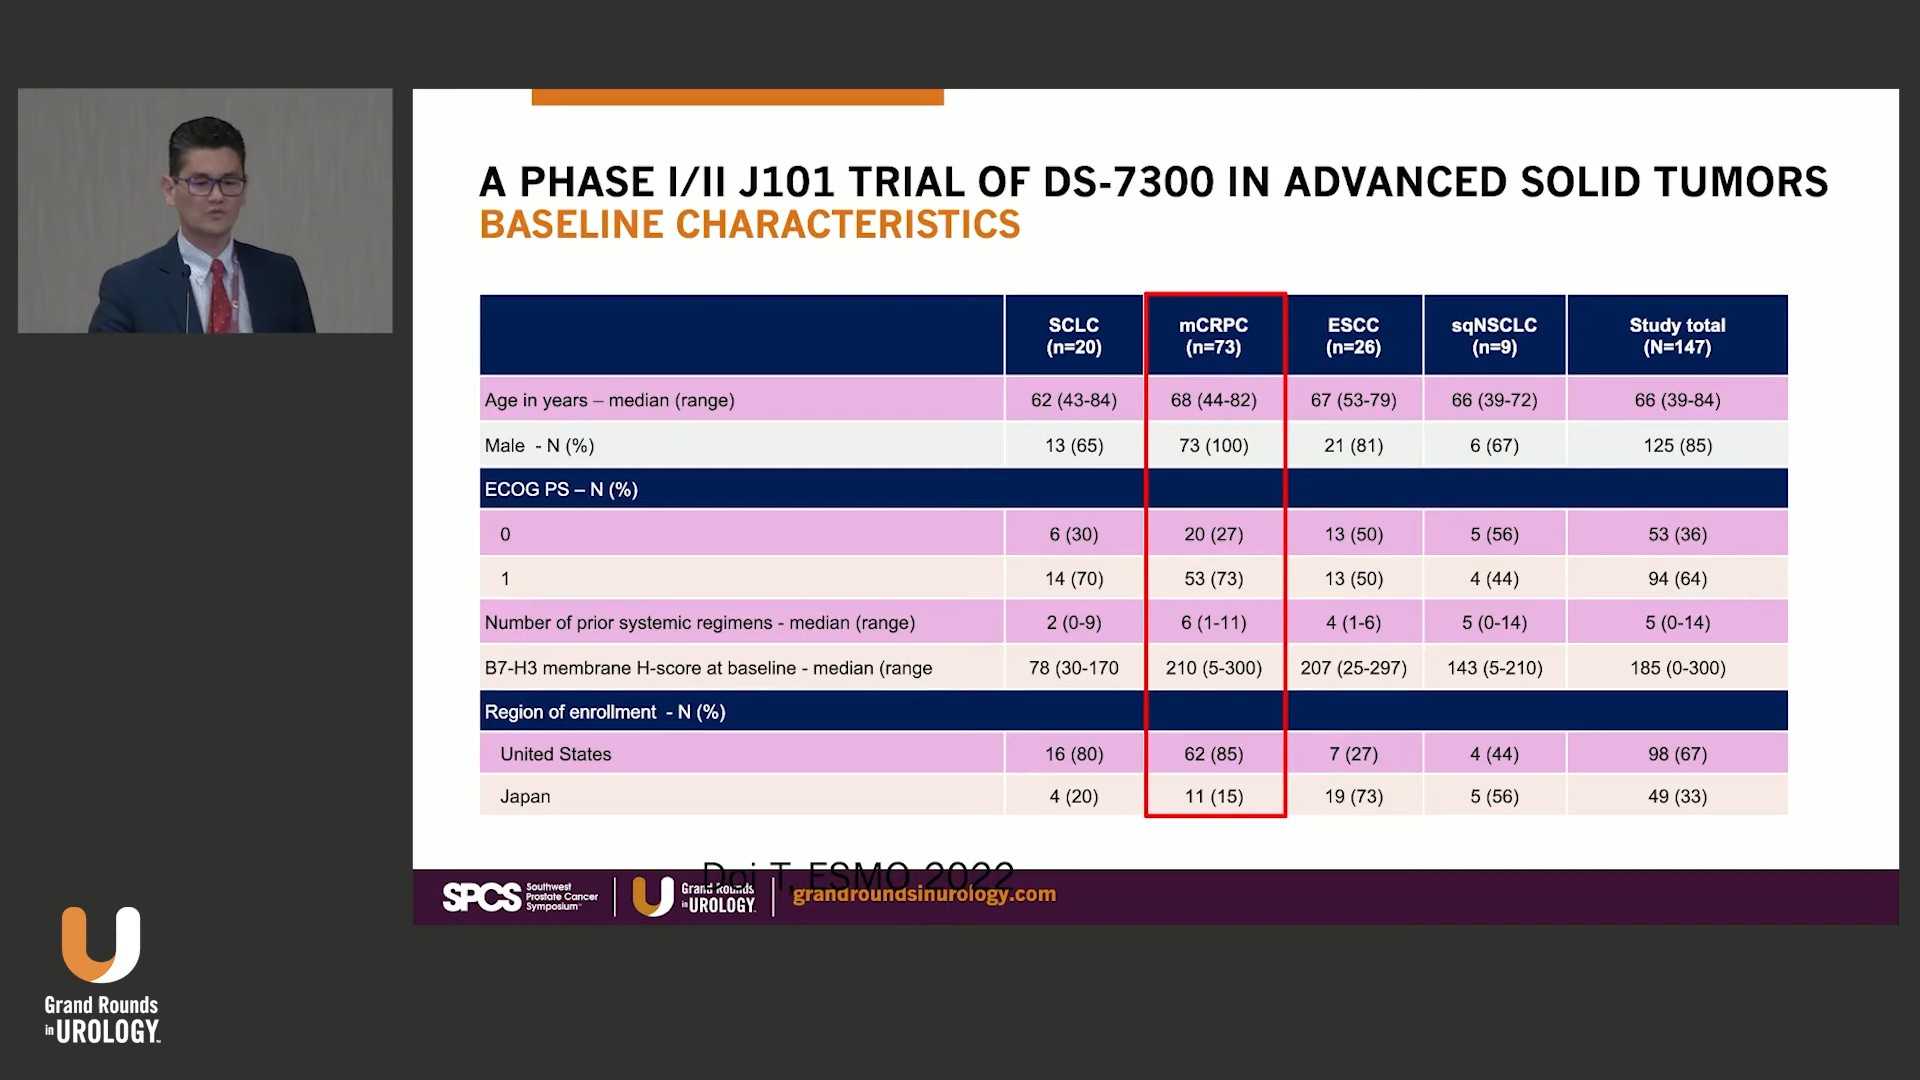 A PHASE I/II J101 TRIAL OF DS-7300 IN ADVANCED SOLID TUMORS
BASELINE CHARACTERISTICS
SCLC (n=20) mCRPC (n=73) ESCC (n=26) sqNSCLC (n=9) Study total (N=147)
Age in years – median (range) 62 (43-84) 68 (44-82) 67 (53-79) 66 (39-72) 66 (39-84)
Male - N (%) 13 (65) 73 (100) 21 (81) 6 (67) 125 (85)
ECOG PS – N (%)
0 6 (30) 20 (27) 13 (50) 5 (56) 53 (36)
1 14 (70) 53 (73) 13 (50) 4 (44) 94 (64)
Number of prior systemic regimens - median (range) 2 (0-9) 6 (1-11) 4 (1-6) 5 (0-14) 5 (0-14)
B7-H3 membrane H-score at baseline - median (range 78 (30-170 210 (5-300) 207 (25-297) 143 (5-210) 185 (0-300)
Region of enrollment - N (%)
United States 16 (80) 62 (85) 7 (27) 4 (44) 98 (67)
Japan 4 (20) 11 (15) 19 (73) 5 (56) 49 (33)
Doi T, ESMO 2022
SPCS Southwest Prostate Cancer Symposium™
Grand Rounds in UROLOGY™
grandroundsinurology.com
Grand Rounds
in UROLOGY™